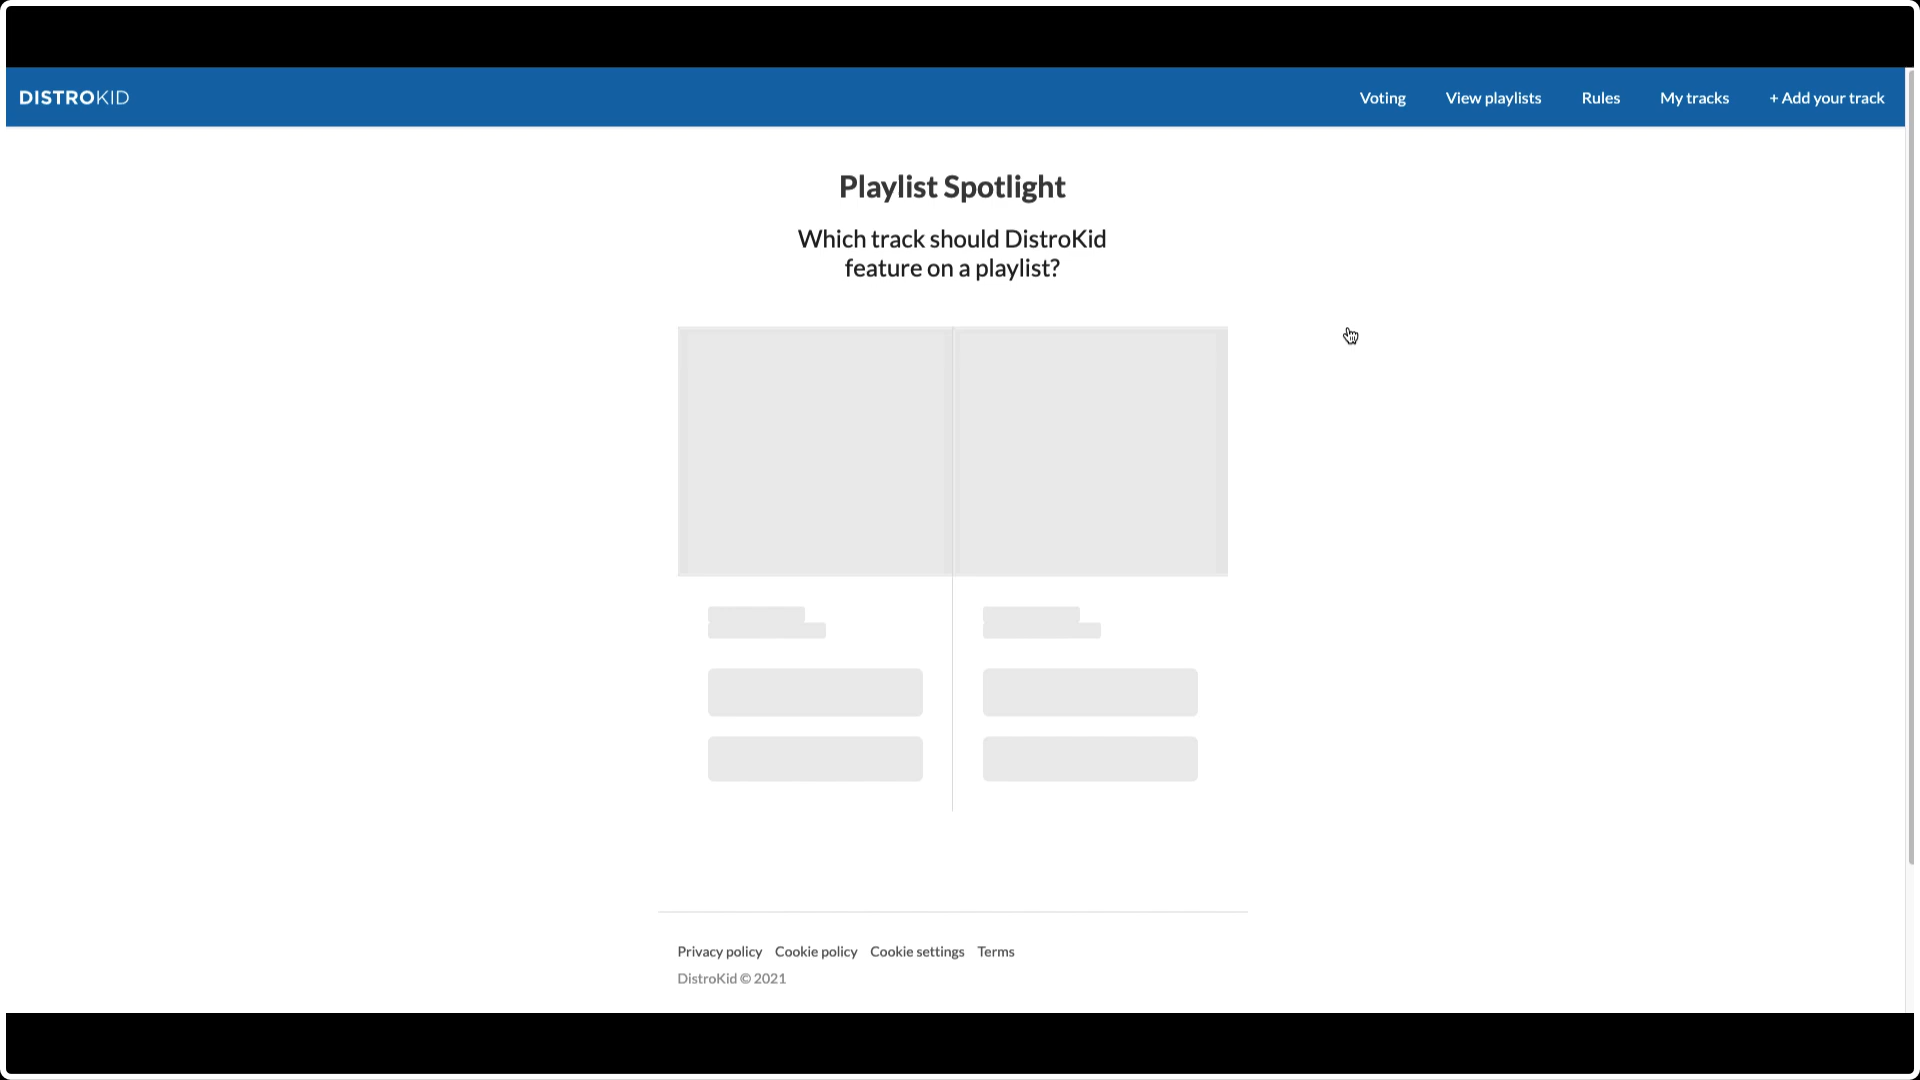 DISTROKID
Voting View playlists Rules My tracks + Add your track
Playlist Spotlight
Which track should DistroKid
feature on a playlist?
Privacy policy Cookie policy Cookie settings Terms
DistroKid © 2021